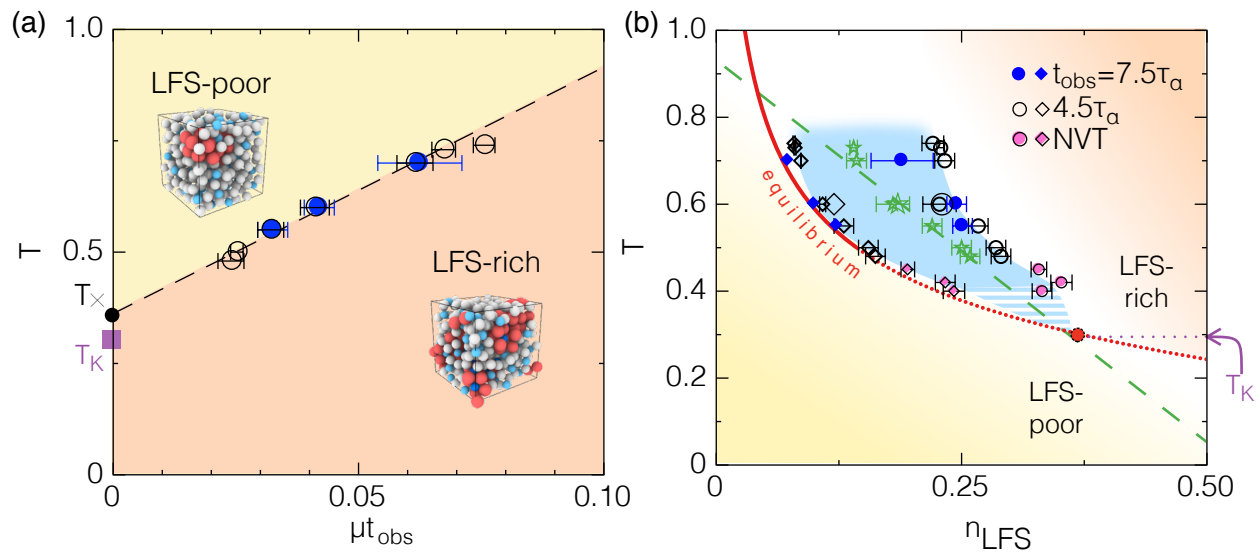 (a)
1.0
0.5
0
T
T×
TK
LFS-poor
LFS-rich
0
0.05
0.10
μtobs
(b)
1.0
0.8
0.6
0.4
0.2
0
T
tobs=7.5τα
4.5τα
NVT
equilibrium
LFS-
rich
LFS-
poor
TK
0
0.25
0.50
nLFS